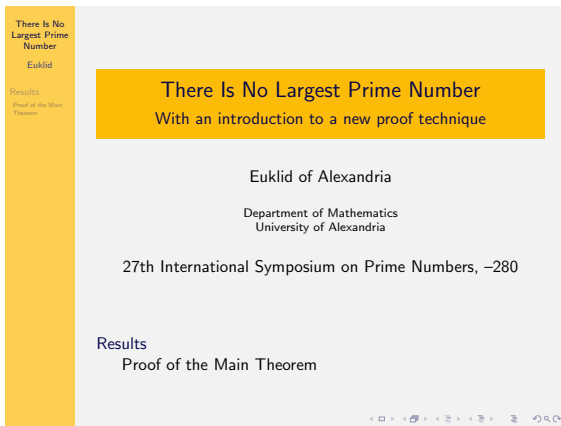 There Is No
Largest Prime
Number
Euklid
Results
Proof of the Main
Theorem
There Is No Largest Prime Number
With an introduction to a new proof technique
Euklid of Alexandria
Department of Mathematics
University of Alexandria
27th International Symposium on Prime Numbers, –280
Results
Proof of the Main Theorem